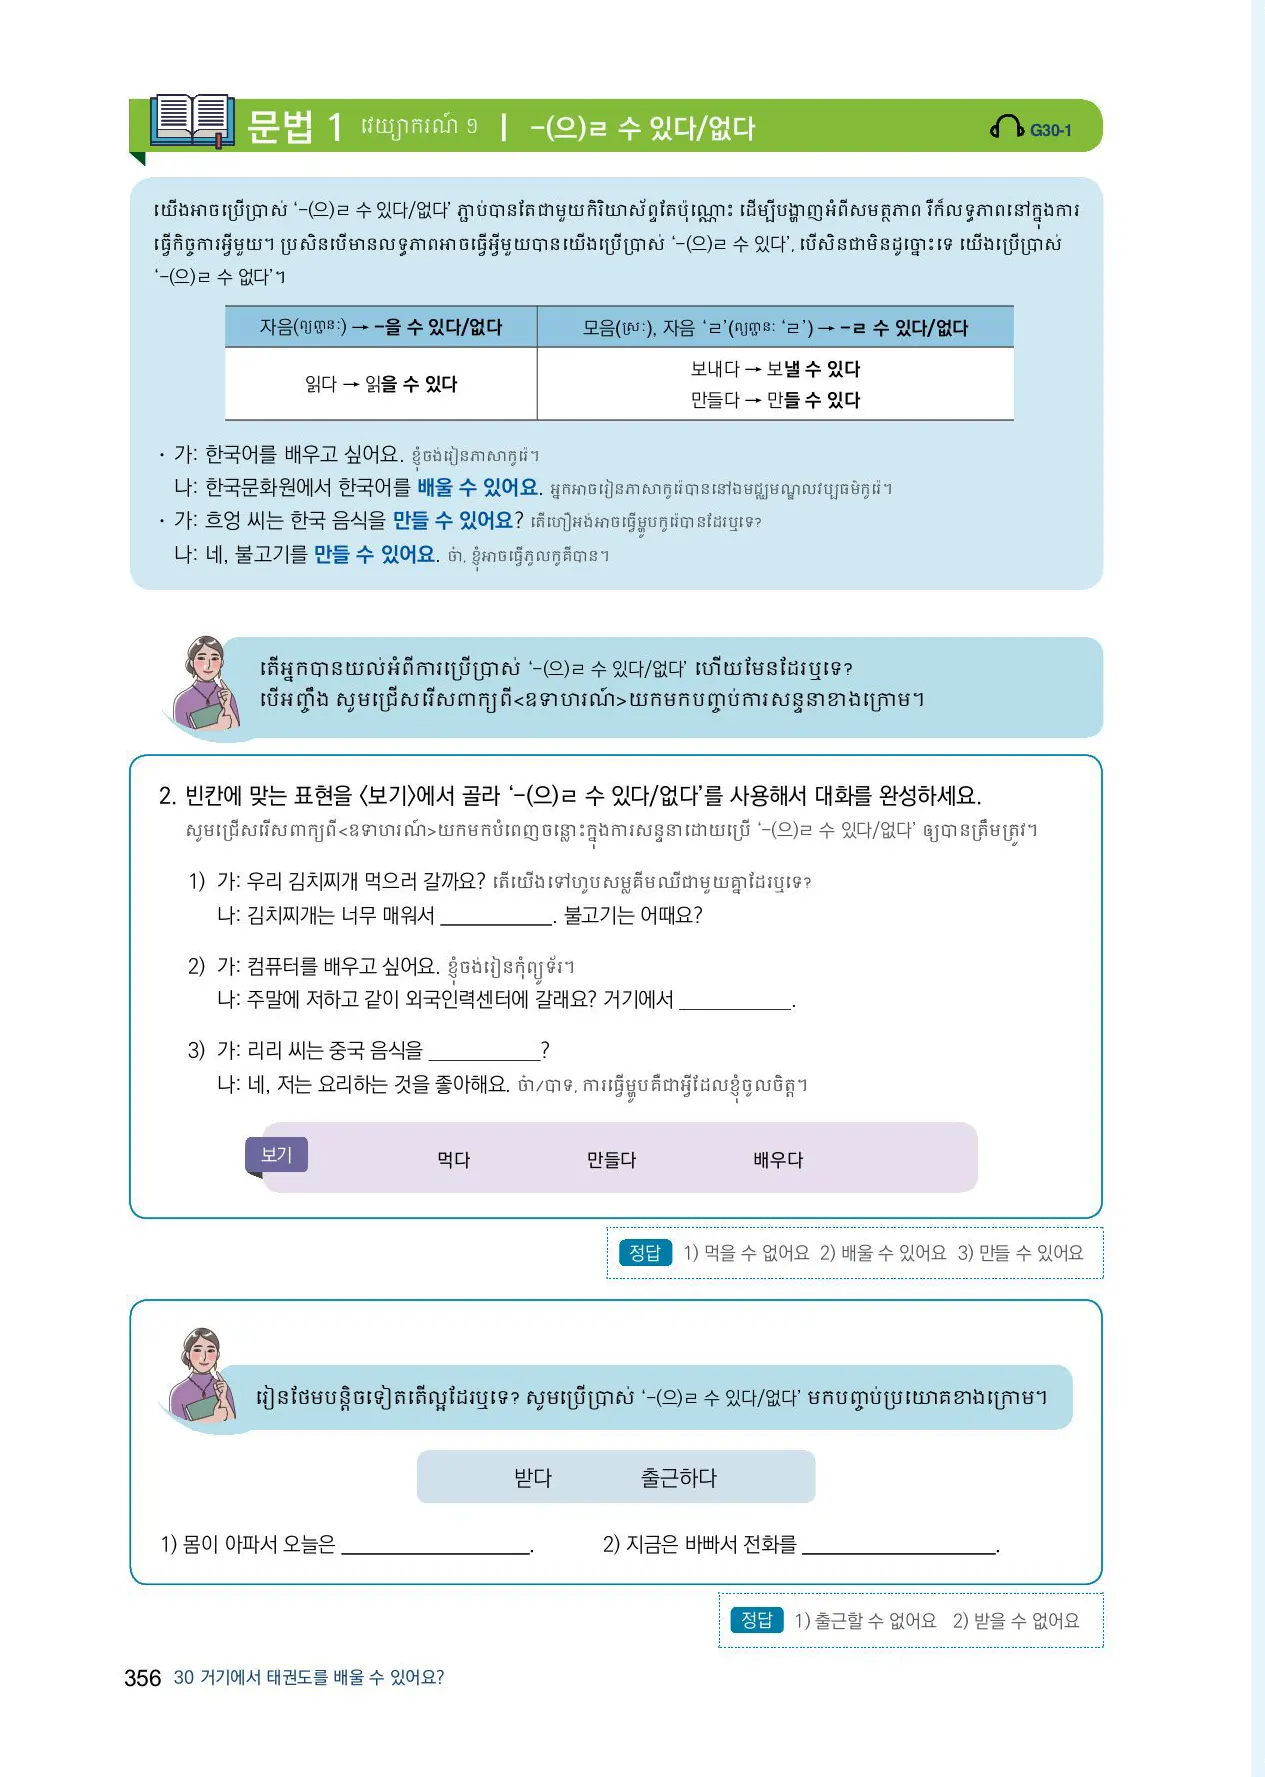 문법 1 វេយ្យាករណ៍ ១ | -(으)ㄹ 수 있다/없다 G30-1
យើងអាចប្រើប្រាស់ ‘-(으)ㄹ 수 있다/없다’ ភ្ជាប់បានតែជាមួយកិរិយាស័ព្ទតែប៉ុណ្ណោះ ដើម្បីបង្ហាញអំពីសមត្ថភាព រឺក៏លទ្ធភាពនៅក្នុងការ
ធ្វើកិច្ចការអ្វីមួយ។ ប្រសិនបើមានលទ្ធភាពអាចធ្វើអ្វីមួយបានយើងប្រើប្រាស់ ‘-(으)ㄹ 수 있다’, បើសិនជាមិនដូច្នោះទេ យើងប្រើប្រាស់
‘-(으)ㄹ 수 없다’។
자음(ព្យញ្ជនៈ) → -을 수 있다/없다 모음(ស្រៈ), 자음 ‘ㄹ’(ព្យញ្ជនៈ ‘ㄹ’) → -ㄹ 수 있다/없다
읽다 → 읽을 수 있다
보내다 → 보낼 수 있다
만들다 → 만들 수 있다
· 가: 한국어를 배우고 싶어요. ខ្ញុំចង់រៀនភាសាកូរ៉េ។
나: 한국문화원에서 한국어를 배울 수 있어요. អ្នកអាចរៀនភាសាកូរ៉េបាននៅឯមជ្ឈមណ្ឌលវប្បធម៌កូរ៉េ។
· 가: 흐엉 씨는 한국 음식을 만들 수 있어요? តើហឿអង់អាចធ្វើម្ហូបកូរ៉េបានដែរឬទេ?
나: 네, 불고기를 만들 수 있어요. ច៎ា, ខ្ញុំអាចធ្វើភូលកូគីបាន។
តើអ្នកបានយល់អំពីការប្រើប្រាស់ ‘-(으)ㄹ 수 있다/없다’ ហើយមែនដែរឬទេ?
បើអញ្ចឹង សូមជ្រើសរើសពាក្យពី<ឧទាហរណ៍>យកមកបញ្ចប់ការសន្ទនាខាងក្រោម។
2. 빈칸에 맞는 표현을 〈보기〉에서 골라 ‘-(으)ㄹ 수 있다/없다’를 사용해서 대화를 완성하세요.
សូមជ្រើសរើសពាក្យពី<ឧទាហរណ៍>យកមកបំពេញចន្លោះក្នុងការសន្ទនាដោយប្រើ ‘-(으)ㄹ 수 있다/없다’ ឲ្យបានត្រឹមត្រូវ។
1) 가: 우리 김치찌개 먹으러 갈까요? តើយើងទៅហូបសម្លគីមឈីជាមួយគ្នាដែរឬទេ?
나: 김치찌개는 너무 매워서 ___________. 불고기는 어때요?
2) 가: 컴퓨터를 배우고 싶어요. ខ្ញុំចង់រៀនកុំព្យូទ័រ។
나: 주말에 저하고 같이 외국인력센터에 갈래요? 거기에서 ___________.
3) 가: 리리 씨는 중국 음식을 ___________?
나: 네, 저는 요리하는 것을 좋아해요. ច៎ា/បាទ, ការធ្វើម្ហូបគឺជាអ្វីដែលខ្ញុំចូលចិត្ត។
보기 먹다 만들다 배우다
정답 1) 먹을 수 없어요 2) 배울 수 있어요 3) 만들 수 있어요
រៀនថែមបន្តិចទៀតតើល្អដែរឬទេ? សូមប្រើប្រាស់ ‘-(으)ㄹ 수 있다/없다’ មកបញ្ចប់ប្រយោគខាងក្រោម។
받다 출근하다
1) 몸이 아파서 오늘은 ___________________. 2) 지금은 바빠서 전화를 ___________________.
정답 1) 출근할 수 없어요 2) 받을 수 없어요
356 30 거기에서 태권도를 배울 수 있어요?